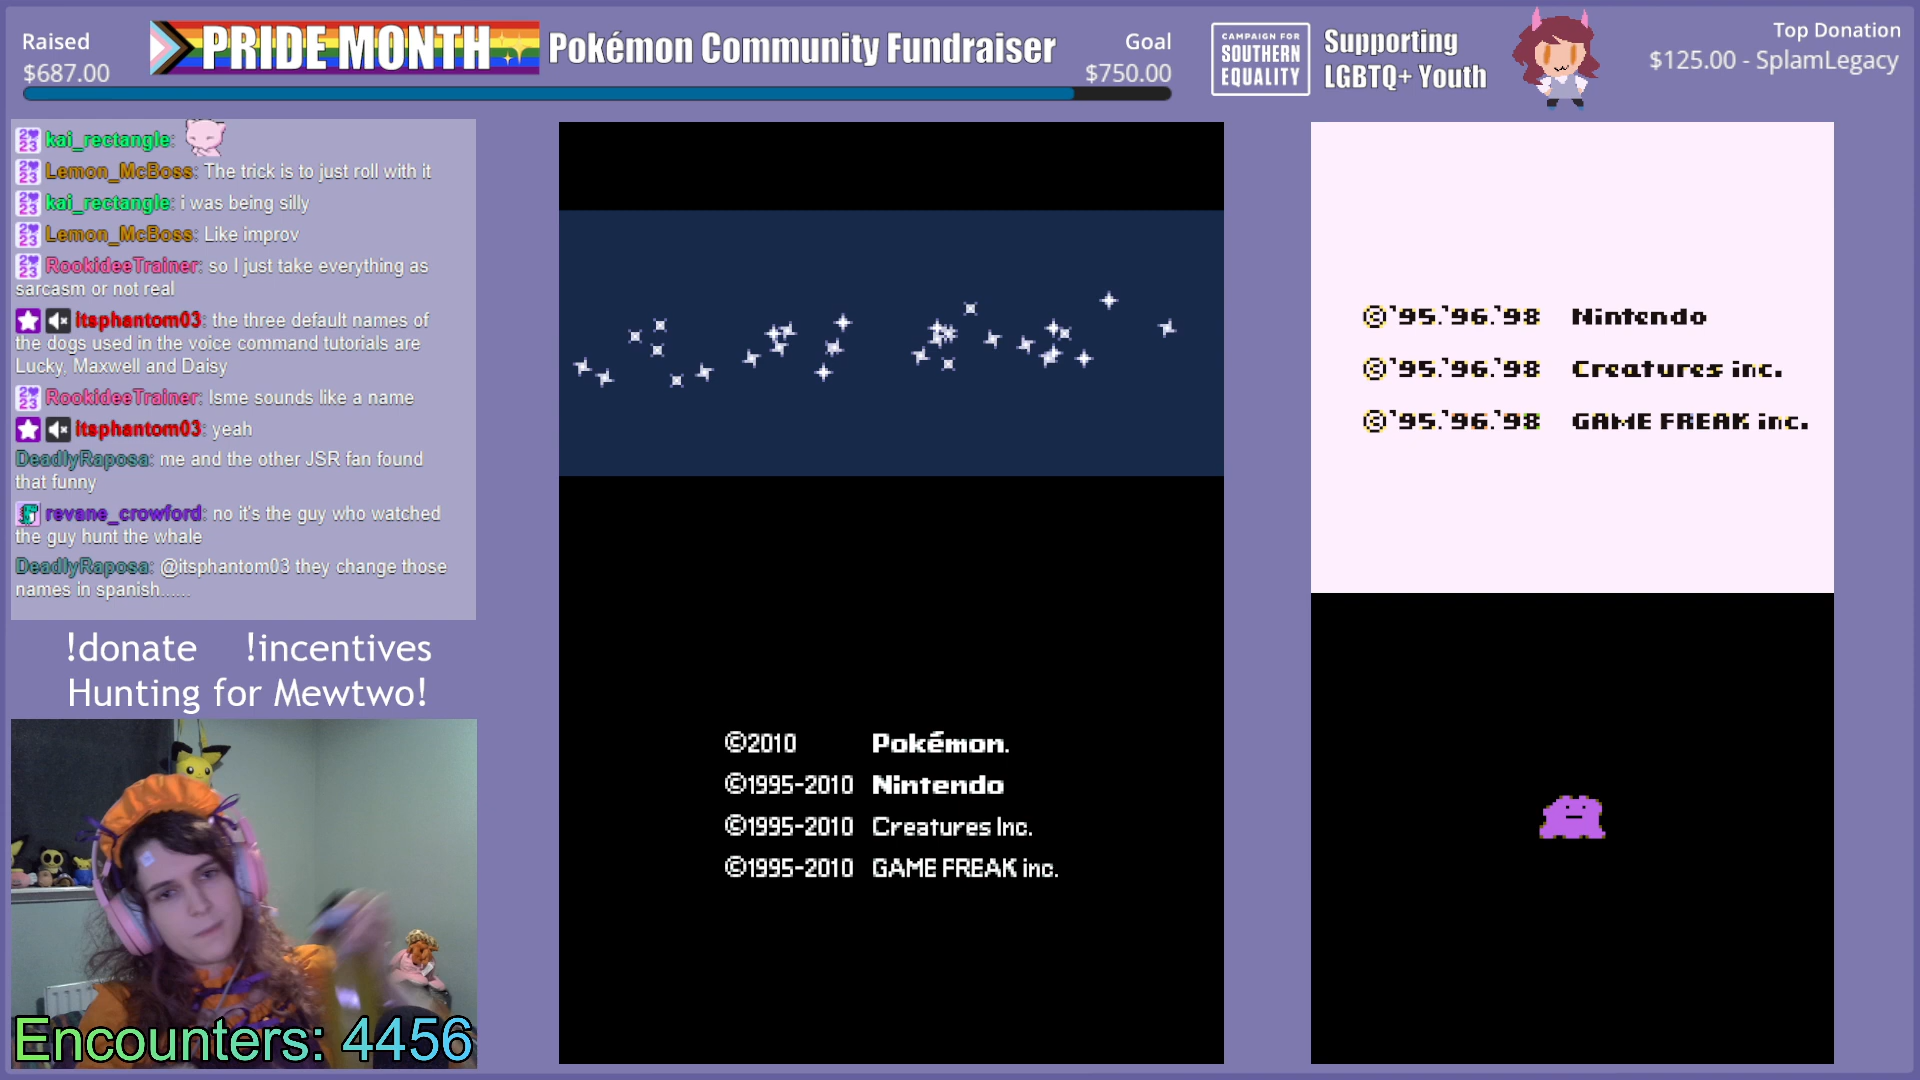 Raised
$687.00
PRIDE MONTH
Pokémon Community Fundraiser
Goal
$750.00
CAMPAIGN FOR
SOUTHERN
EQUALITY
Supporting
LGBTQ+ Youth
Top Donation
$125.00 - SplamLegacy
kai_rectangle:
Lemon_McBoss: The trick is to just roll with it
kai_rectangle: i was being silly
Lemon_McBoss: Like improv
RookideeTrainer: so I just take everything as
sarcasm or not real
itsphantom03: the three default names of
the dogs used in the voice command tutorials are
Lucky, Maxwell and Daisy
RookideeTrainer: Isme sounds like a name
itsphantom03: yeah
DeadlyRaposa: me and the other JSR fan found
that funny
revane_crowford: no it's the guy who watched
the guy hunt the whale
DeadlyRaposa: @itsphantom03 they change those
names in spanish......
!donate !incentives
Hunting for Mewtwo!
Encounters: 4456
©2010 Pokémon.
©1995-2010 Nintendo
©1995-2010 Creatures Inc.
©1995-2010 GAME FREAK inc.
©'95.'96.'98 Nintendo
©'95.'96.'98 Creatures inc.
©'95.'96.'98 GAME FREAK inc.